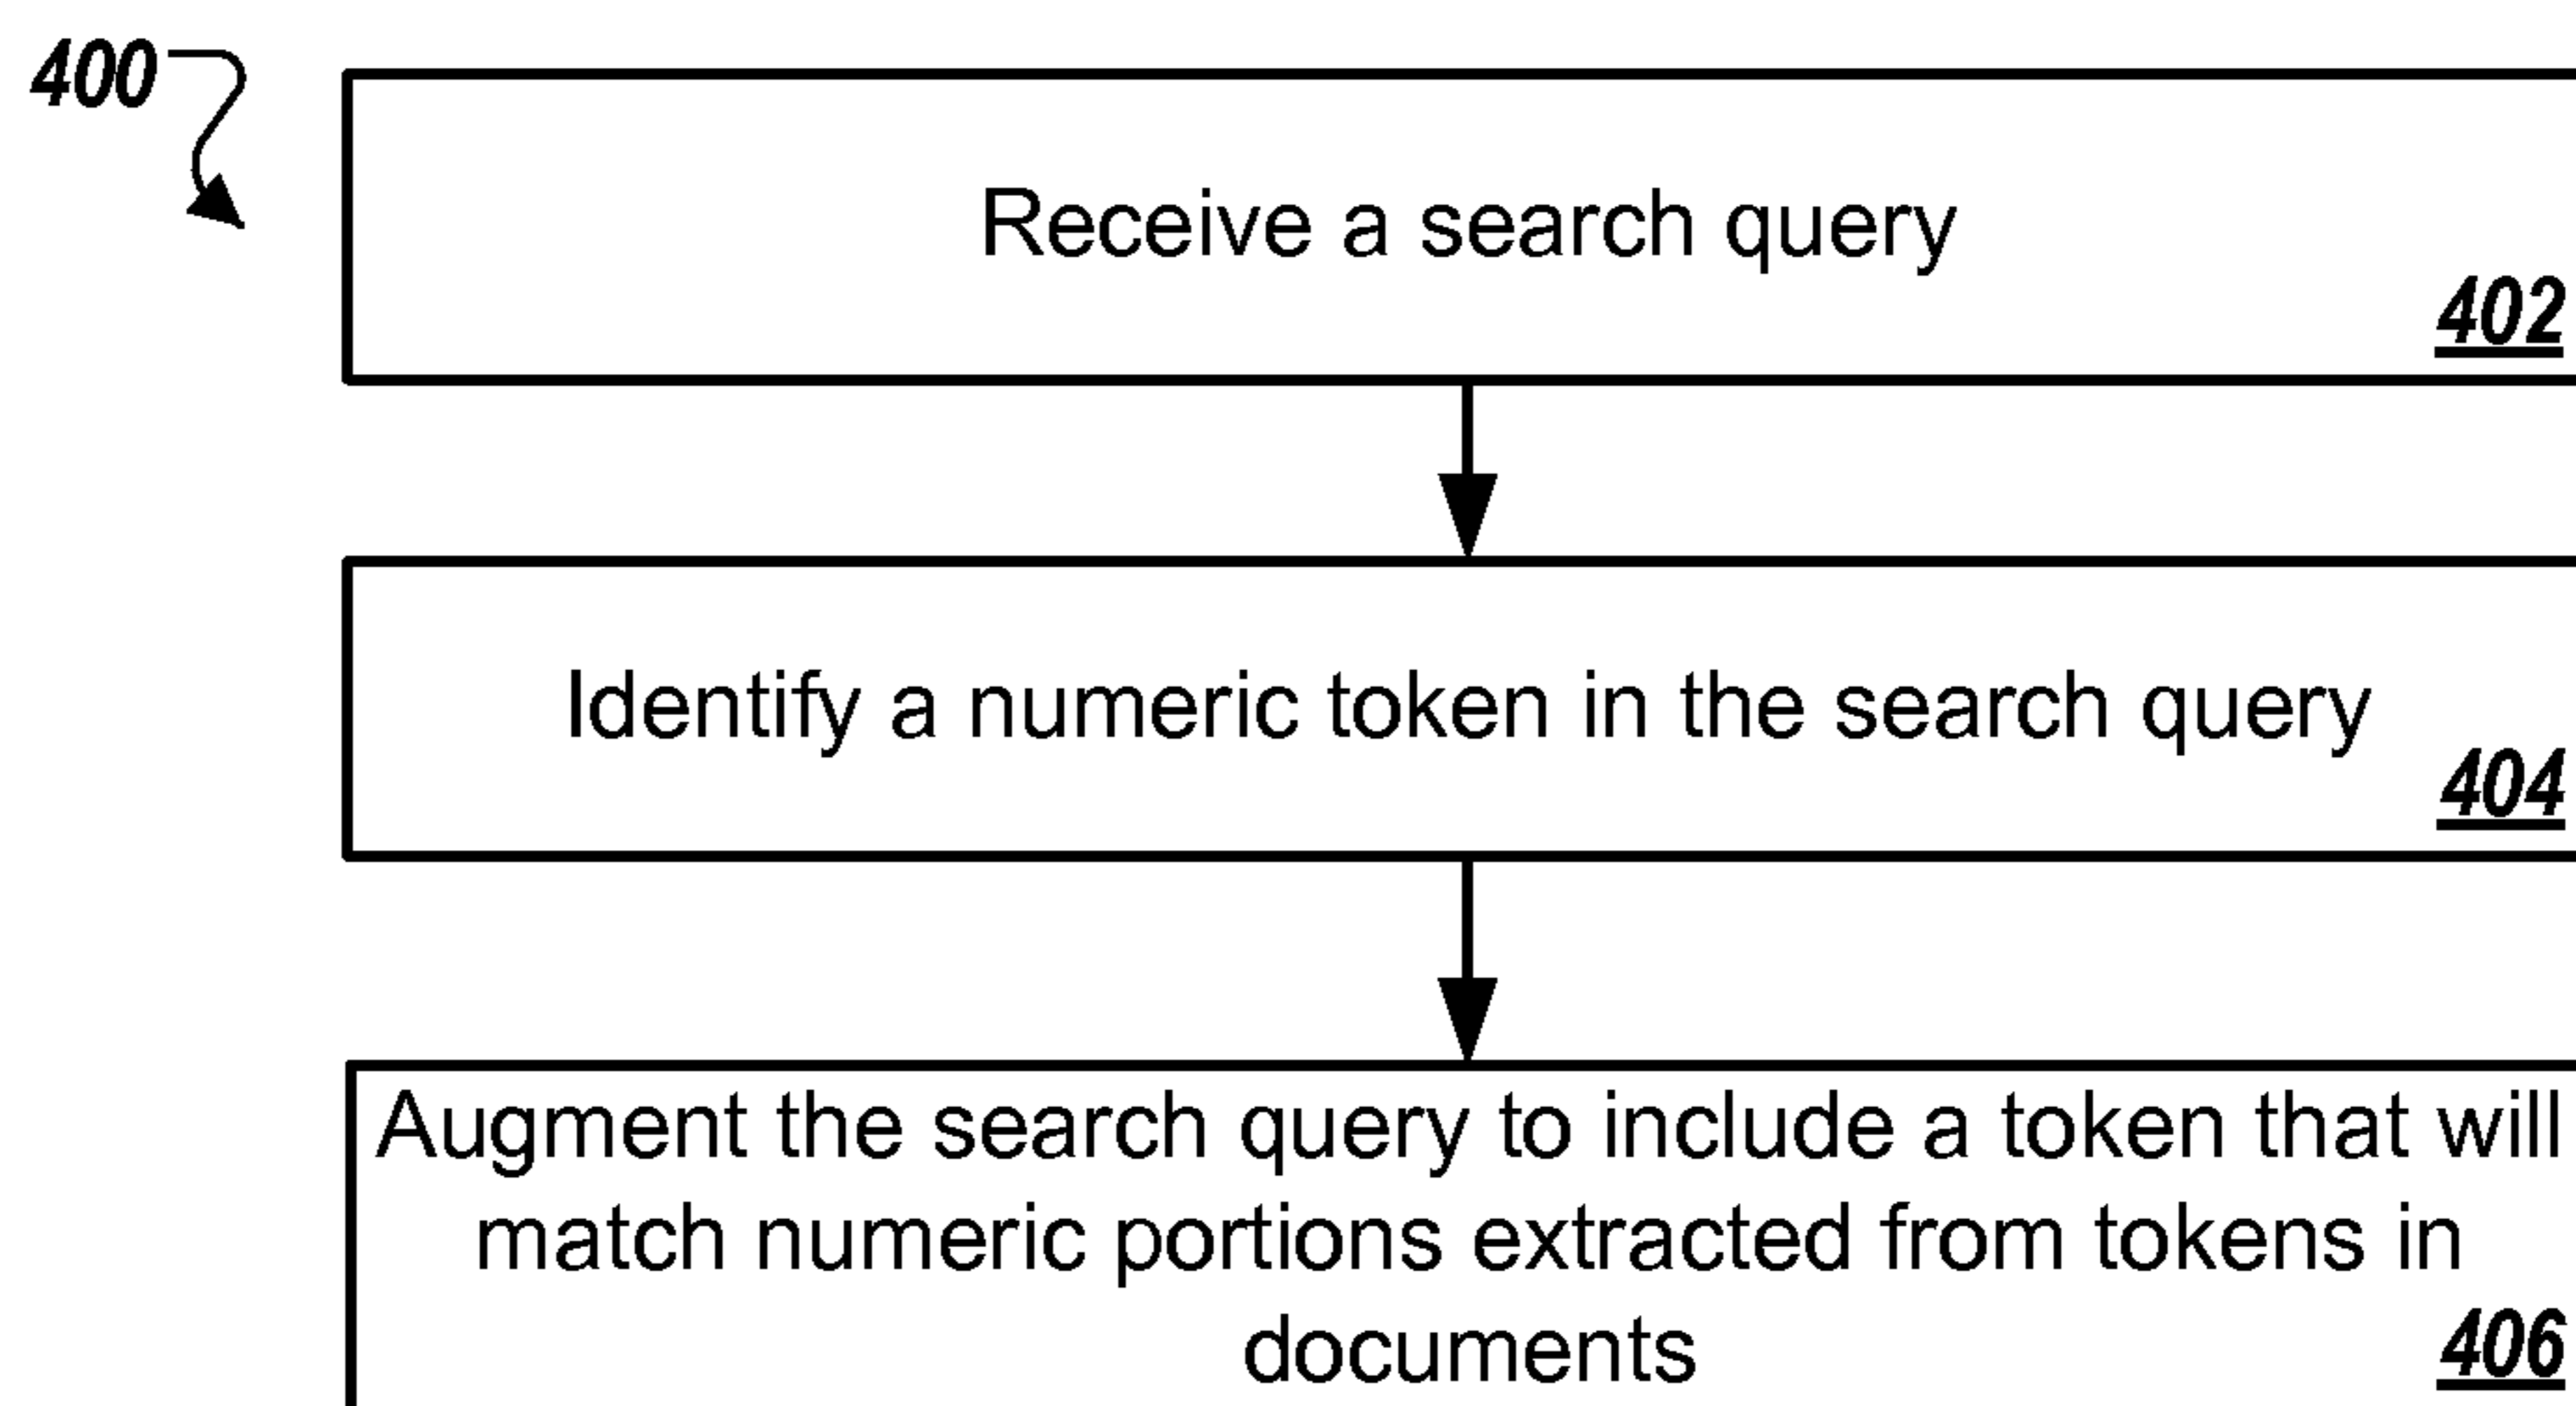 400
Receive a search query
402
Identify a numeric token in the search query
404
Augment the search query to include a token that will
match numeric portions extracted from tokens in
documents
406